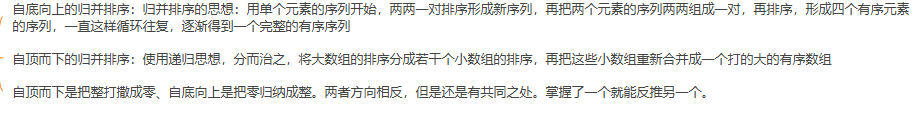 自底向上的归并排序：归并排序的思想：用单个元素的序列开始，两两一对排序形成新序列，再把两个元素的序列两两组成一对，再排序，形成四个有序元素
的序列，一直这样循环往复，逐渐得到一个完整的有序序列
自顶而下的归并排序：使用递归思想，分而治之，将大数组的排序分成若干个小数组的排序，再把这些小数组重新合并成一个打的大的有序数组
自顶而下是把整打撒成零、自底向上是把零归纳成整。两者方向相反，但是还是有共同之处。掌握了一个就能反推另一个。